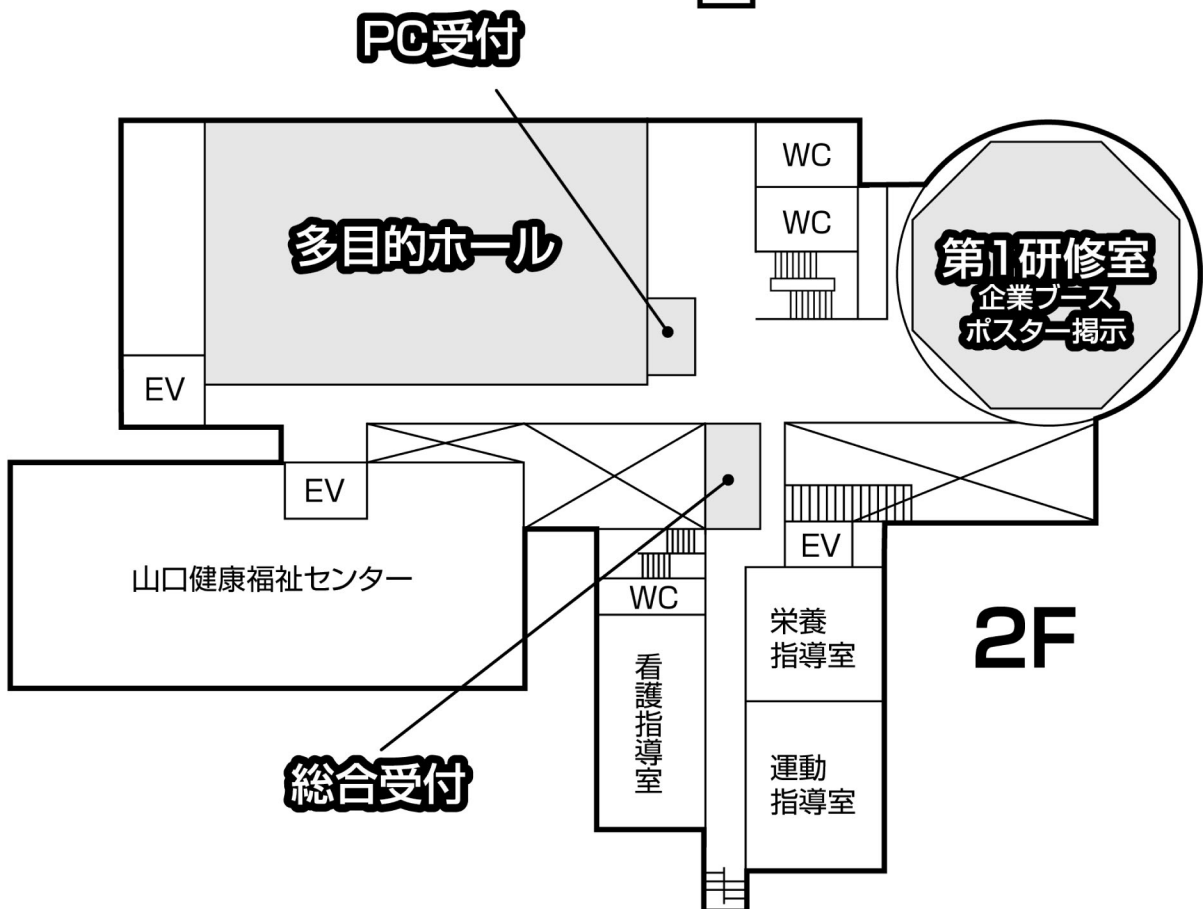 PC受付
WC
WC
多目的ホール
第1研修室
企業ブース
ポスター掲示
EV
EV
EV
山口健康福祉センター
WC
栄養
指導室
2F
看護指導室
運動
指導室
総合受付